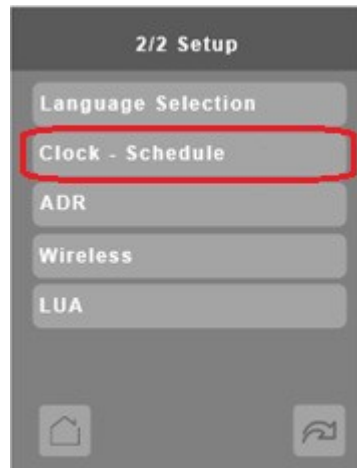 2/2 Setup
Language Selection
Clock - Schedule
ADR
Wireless
LUA